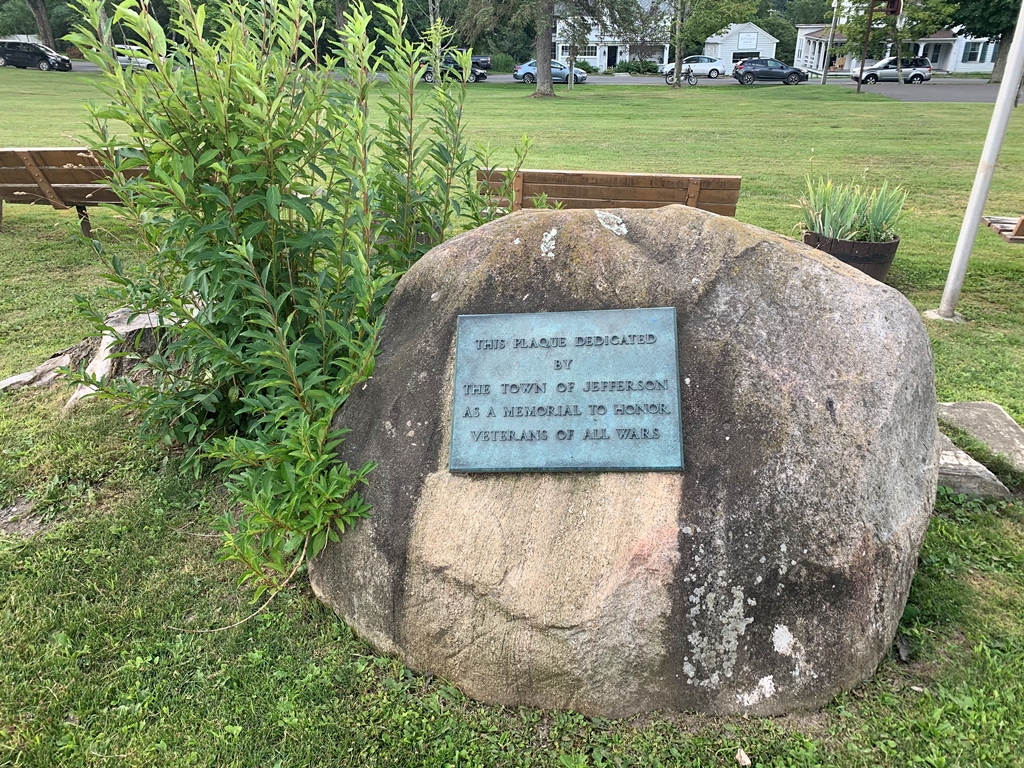 THIS PLAQUE DEDICATED
BY
THE TOWN OF JEFFERSON
AS A MEMORIAL TO HONOR
VETERANS OF ALL WARS